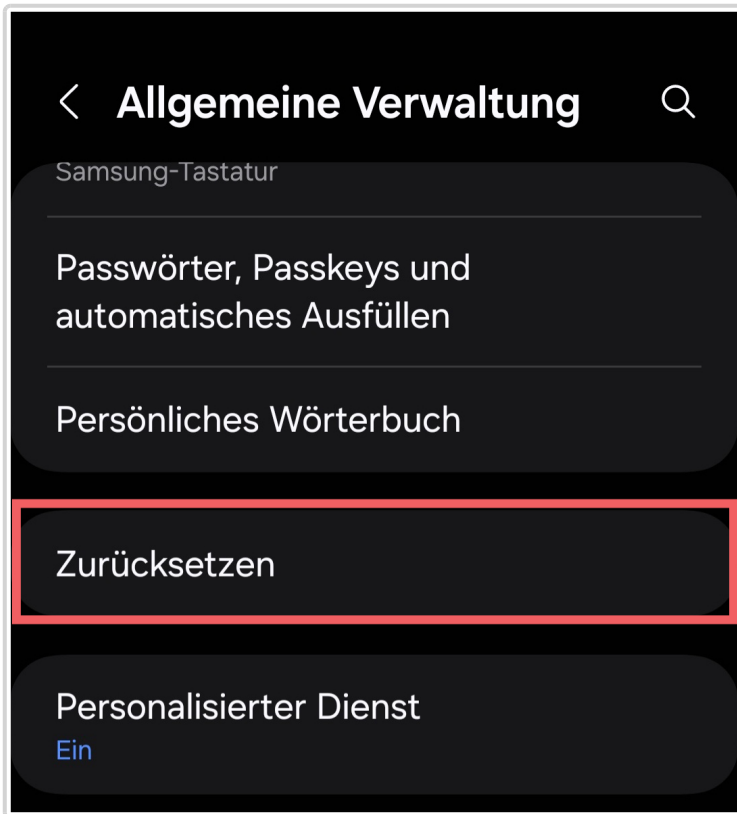 Allgemeine Verwaltung
Samsung-Tastatur
Passwörter, Passkeys und
automatisches Ausfüllen
Persönliches Wörterbuch
Zurücksetzen
Personalisierter Dienst
Ein